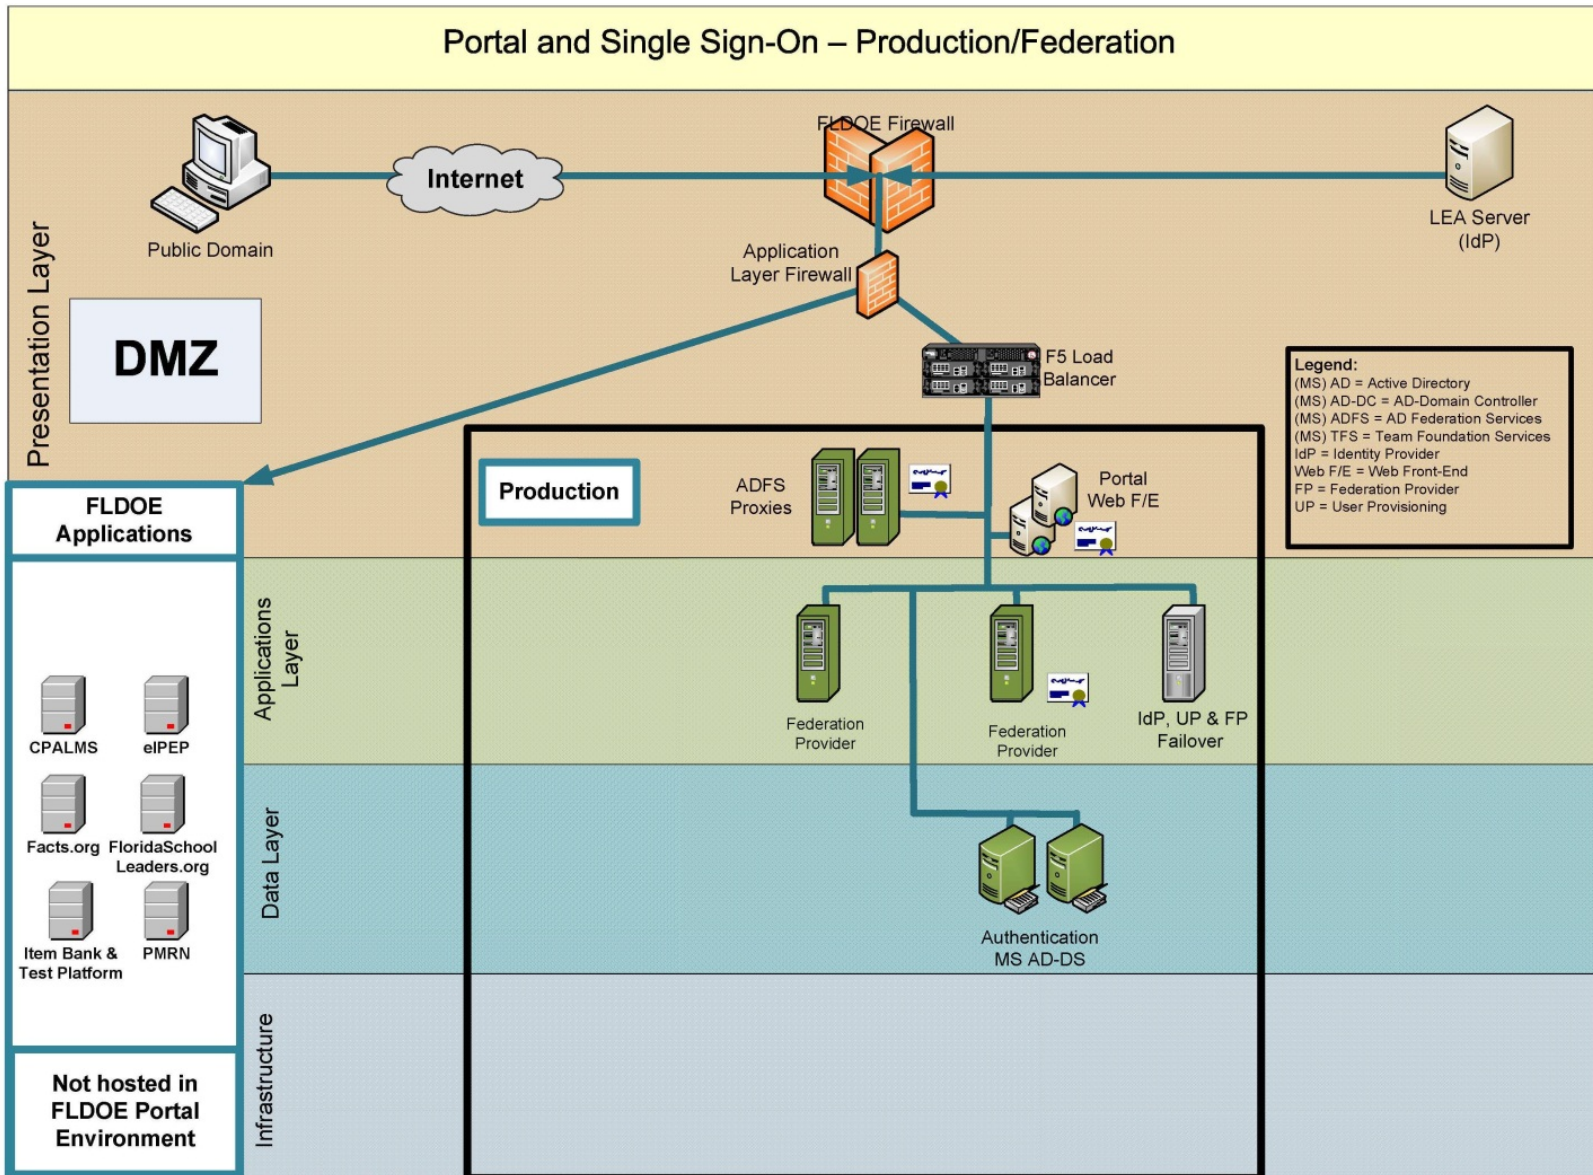 Portal and Single Sign-On – Production/Federation
FLDOE Firewall
Internet
Public Domain
LEA Server
(IdP)
Application
Layer Firewall
Presentation Layer
DMZ
F5 Load
Balancer
Legend:
(MS) AD = Active Directory
(MS) AD-DC = AD-Domain Controller
(MS) ADFS = AD Federation Services
(MS) TFS = Team Foundation Services
IdP = Identity Provider
Web F/E = Web Front-End
FP = Federation Provider
UP = User Provisioning
Production
ADFS
Proxies
Portal
Web F/E
FLDOE
Applications
Applications
Layer
Federation
Provider
Federation
Provider
IdP, UP & FP
Failover
CPALMS
eIPEP
Facts.org
FloridaSchool
Leaders.org
Item Bank &
Test Platform
PMRN
Data Layer
Authentication
MS AD-DS
Infrastructure
Not hosted in
FLDOE Portal
Environment